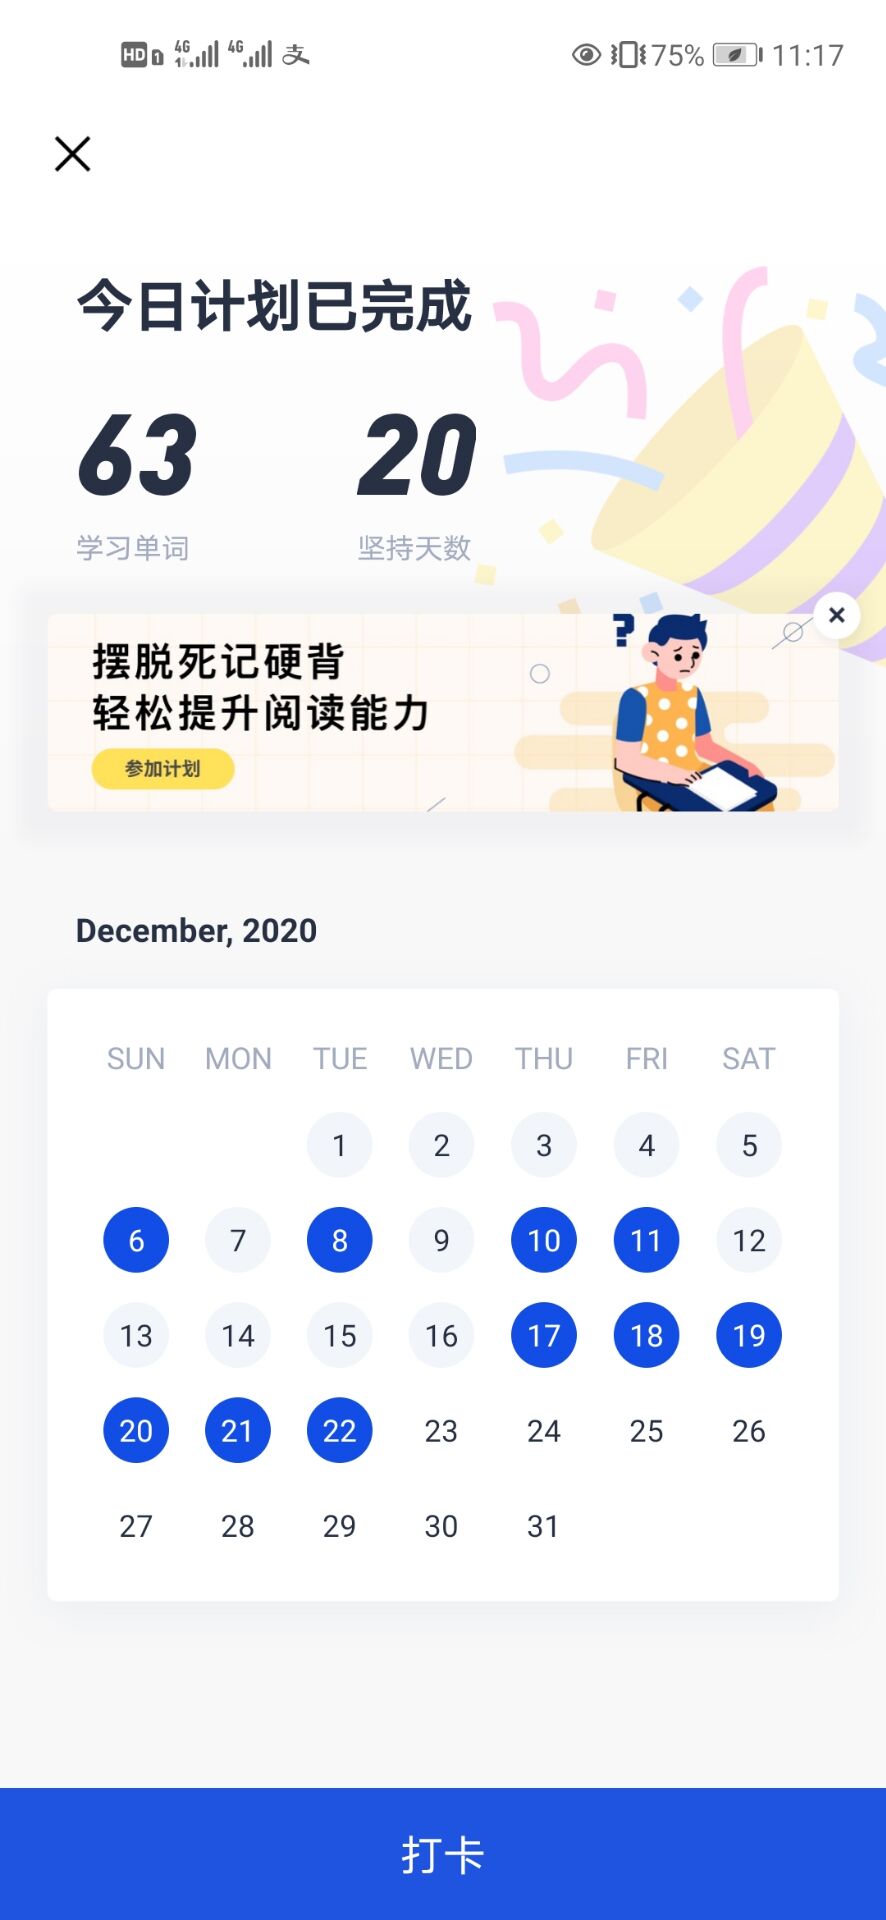 HD 1 4G 4G 支 75% 11:17
今日计划已完成
63 20
学习单词 坚持天数
?
摆脱死记硬背
轻松提升阅读能力
参加计划
December, 2020
SUN MON TUE WED THU FRI SAT
1 2 3 4 5
6 7 8 9 10 11 12
13 14 15 16 17 18 19
20 21 22 23 24 25 26
27 28 29 30 31
打卡